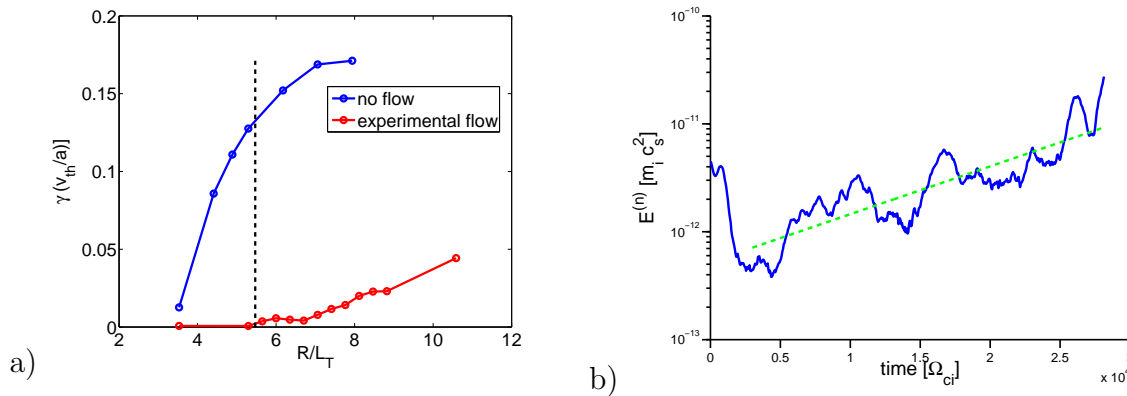 0.2
0.15
0.1
0.05
0
γ (v_th/a)]
no flow
experimental flow
2 4 6 8 10 12
R/L_T
a)
10^-10
10^-11
10^-12
10^-13
E^(n) [m_i c_s^2]
0 0.5 1 1.5 2 2.5 3
x 10^4
time [Ω_ci]
b)